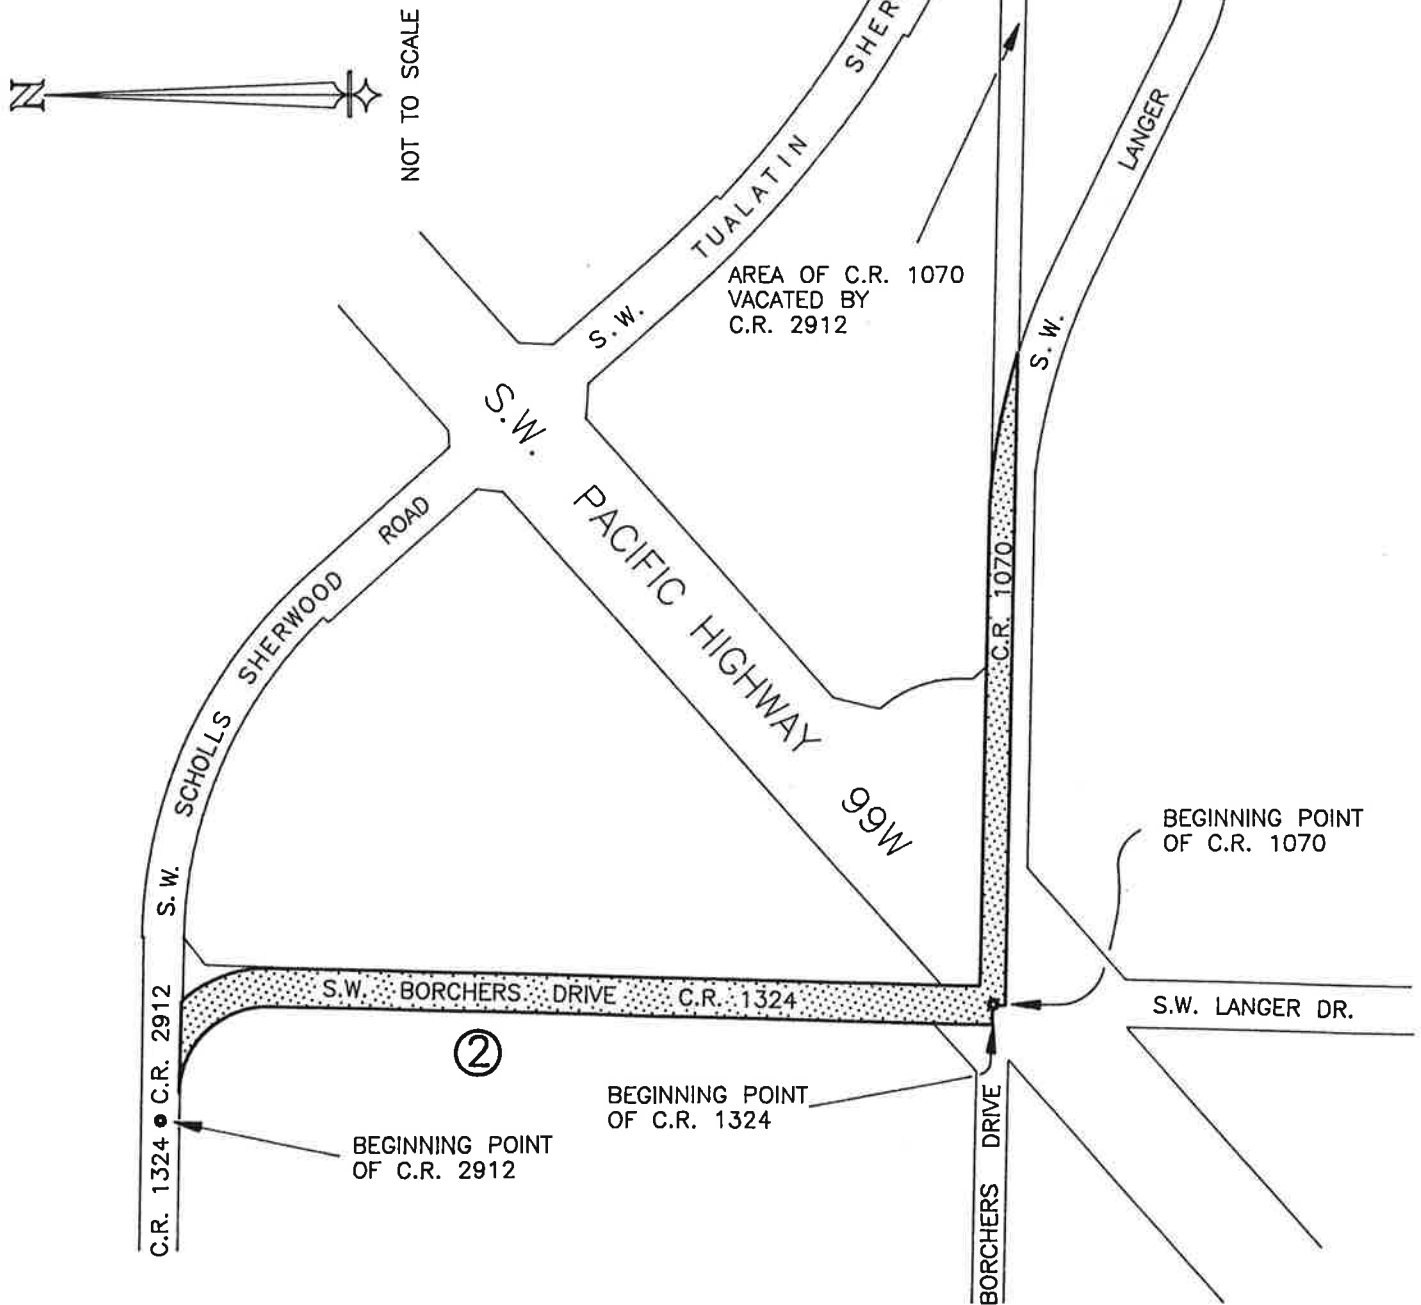 N
NOT TO SCALE
S.W. TUALATIN SHER
LANGER
S.W.
AREA OF C.R. 1070
VACATED BY
C.R. 2912
S.W. PACIFIC HIGHWAY 99W
S.W. SCHOLLS SHERWOOD ROAD
C.R. 1070
BEGINNING POINT
OF C.R. 1070
S.W. BORCHERS DRIVE C.R. 1324
S.W. LANGER DR.
C.R. 2912
2
BEGINNING POINT
OF C.R. 1324
BEGINNING POINT
OF C.R. 2912
C.R. 1324
BORCHERS DRIVE